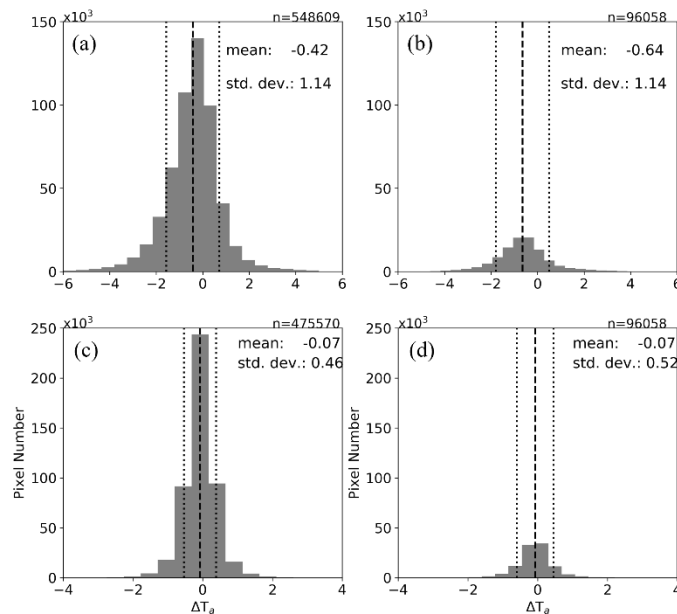 x10³ n=548609
150
(a)
mean: -0.42
std. dev.: 1.14
100
50
0
−6 −4 −2 0 2 4 6
x10³ n=96058
150
(b)
mean: -0.64
std. dev.: 1.14
100
50
0
−6 −4 −2 0 2 4 6
x10³ n=475570
250
(c)
mean: -0.07
std. dev.: 0.46
200
150
100
50
0
Pixel Number
−4 −2 0 2 4
ΔTₐ
x10³ n=96058
250
(d)
mean: -0.07
std. dev.: 0.52
200
150
100
50
0
Pixel Number
−4 −2 0 2 4
ΔTₐ